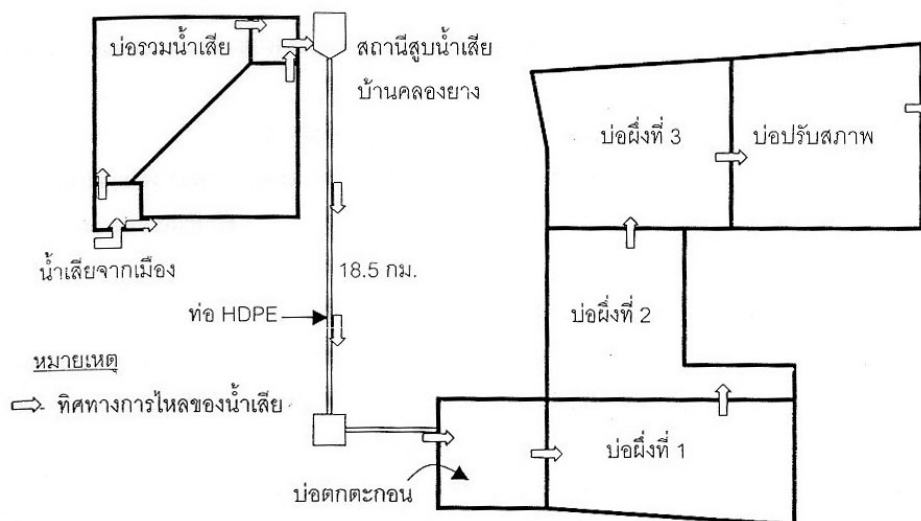 บ่อรวมน้ำเสีย
สถานีสูบน้ำเสีย
บ้านคลองยาง
บ่อผึ่งที่ 3
บ่อปรับสภาพ
น้ำเสียจากเมือง
18.5 กม.
ท่อ HDPE
บ่อผึ่งที่ 2
หมายเหตุ
ทิศทางการไหลของน้ำเสีย
บ่อผึ่งที่ 1
บ่อตกตะกอน